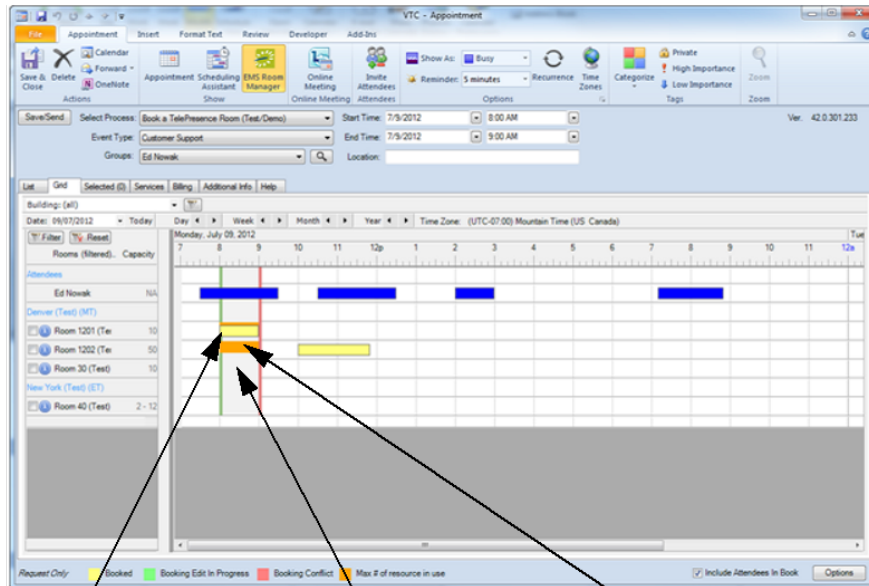 VTC - Appointment
File Appointment Insert Format Text Review Developer Add-Ins
Save & Close Delete Calendar Forward OneNote Appointment Scheduling Assistant EMS Room Manager Online Meeting Invite Attendees Show As: Busy Reminder: 5 minutes Recurrence Time Zones Categorize Private High Importance Low Importance Zoom
Actions Show Online Meeting Attendees Options Tags Zoom
Save/Send Select Process: Book a TelePresence Room (Test/Demo) Start Time: 7/9/2012 8:00 AM Ver. 42.0.301.233
Event Type: Customer Support End Time: 7/9/2012 9:00 AM
Groups: Ed Nowak Location:
List Grid Selected (0) Services Billing Additional Info Help
Building: (all)
Date: 09/07/2012 Today Day Week Month Year Time Zone: (UTC-07:00) Mountain Time (US Canada)
Filter Reset Monday, July 09, 2012 Tue
Rooms (filtered).. Capacity 7 8 9 10 11 12p 1 2 3 4 5 6 7 8 9 10 11 12a
Attendees
Ed Nowak NA
Denver (Test) (MT)
Room 1201 (Te 10
Room 1202 (Te 50
Room 30 (Test) 10
New York (Test) (ET)
Room 40 (Test) 2 - 12
Request Only Booked Booking Edit In Progress Booking Conflict Max # of resource in use Include Attendees In Book Options